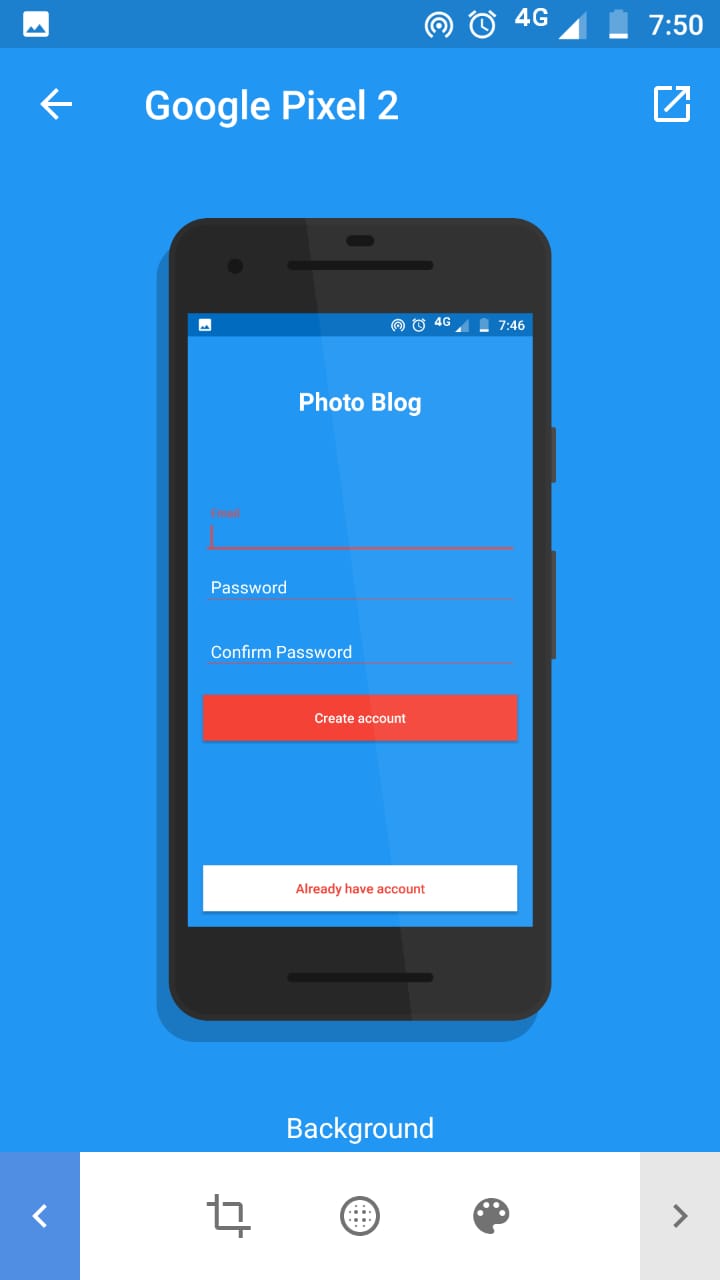 4G 7:50
Google Pixel 2
4G 7:46
Photo Blog
Email
Password
Confirm Password
Create account
Already have account
Background